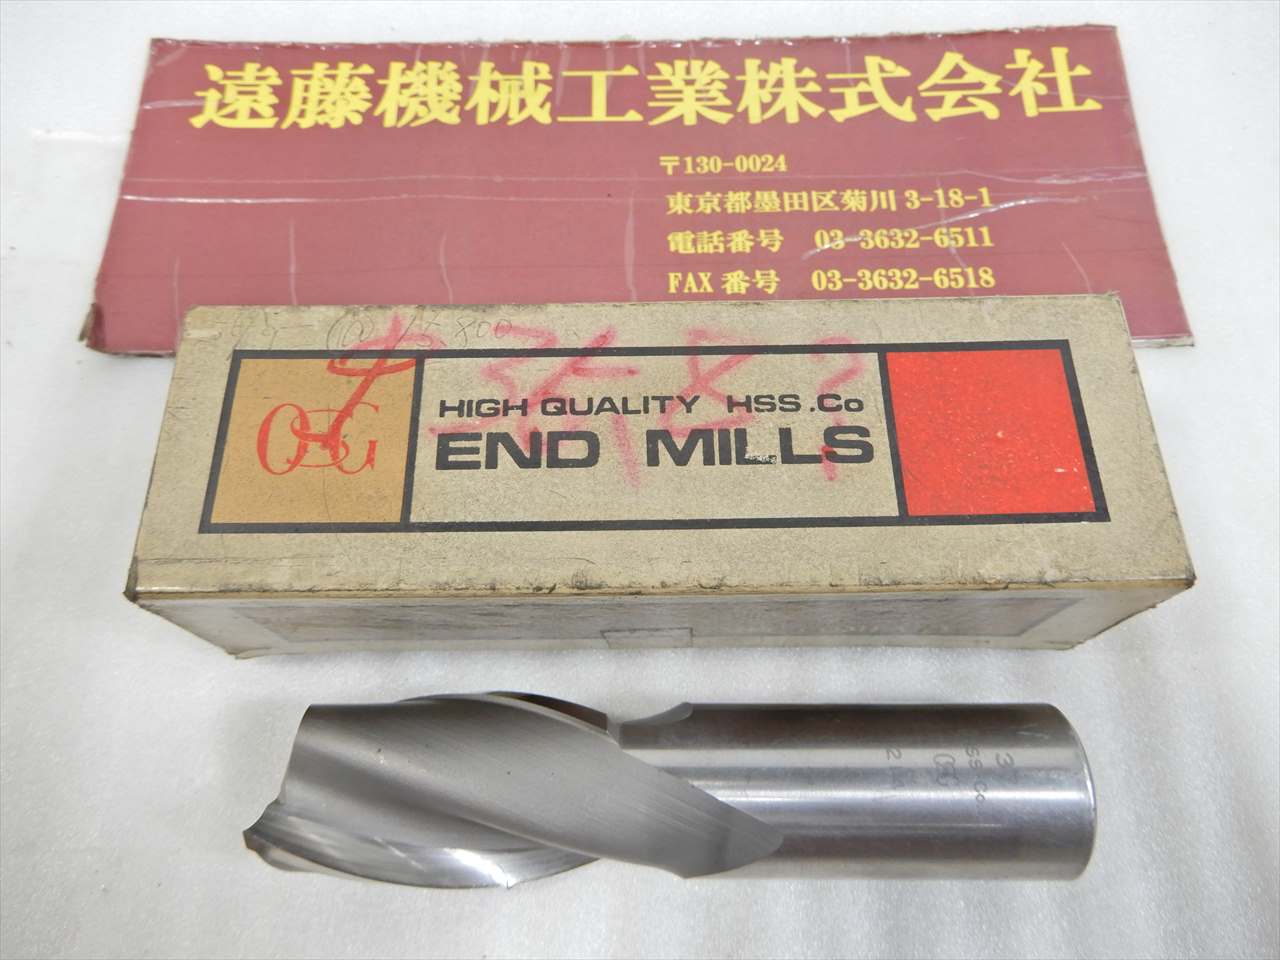 遠藤機械工業株式会社
〒130-0024
東京都墨田区菊川 3-18-1
電話番号 03-3632-6511
FAX 番号 03-3632-6518
OSG
HIGH QUALITY HSS.Co
END MILLS